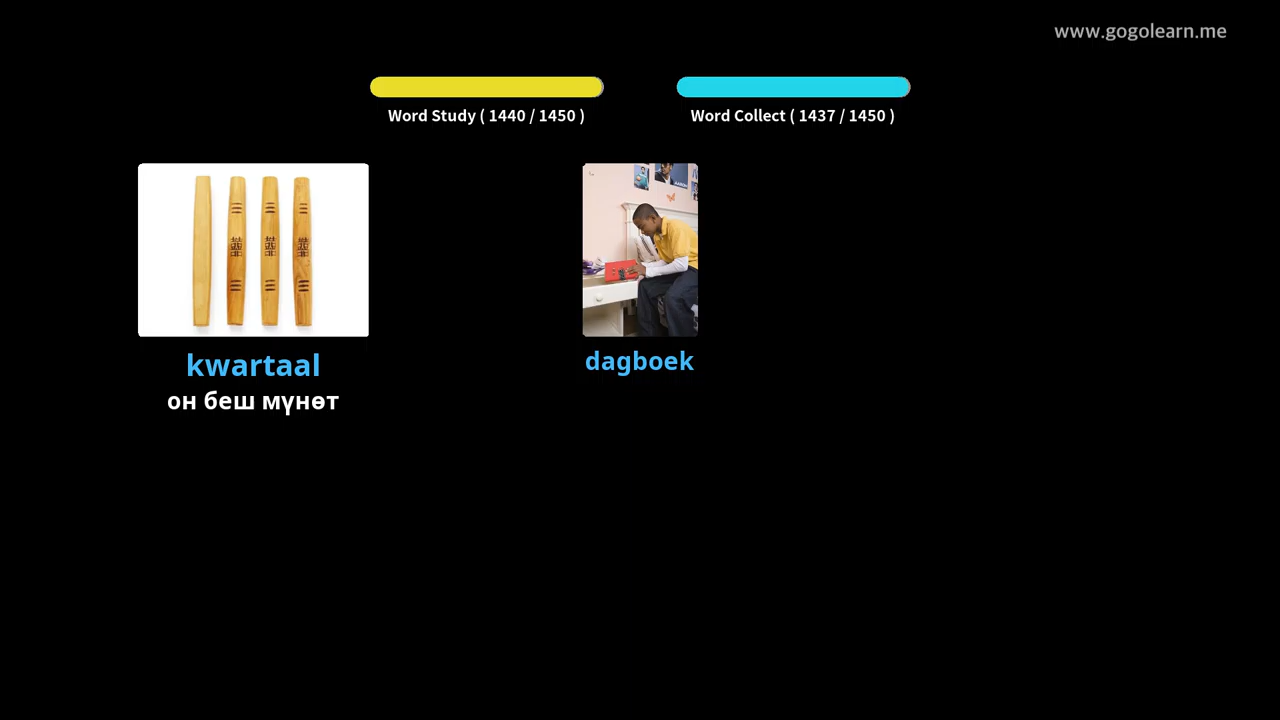 www.gogolearn.me
Word Study ( 1440 / 1450 )
Word Collect ( 1437 / 1450 )
kwartaal
он беш мүнөт
dagboek